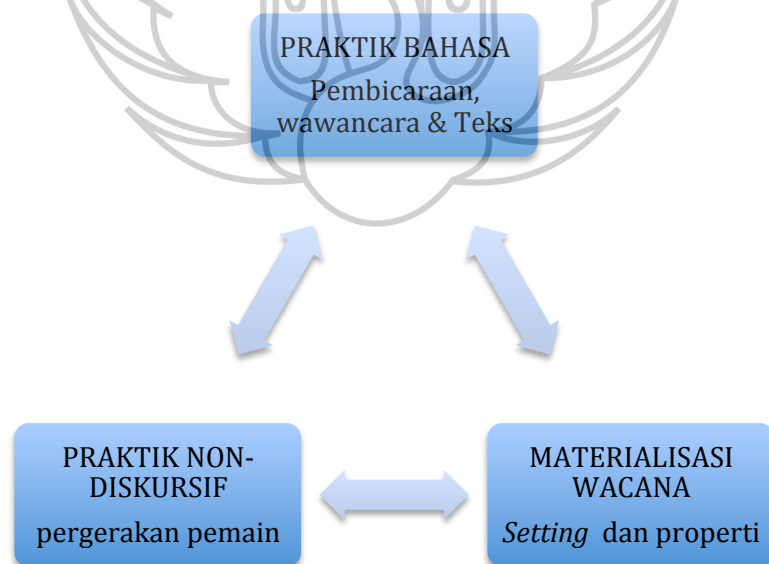 PRAKTIK BAHASA
Pembicaraan,
wawancara & Teks
PRAKTIK NON-
DISKURSIF
pergerakan pemain
MATERIALISASI
WACANA
Setting dan properti